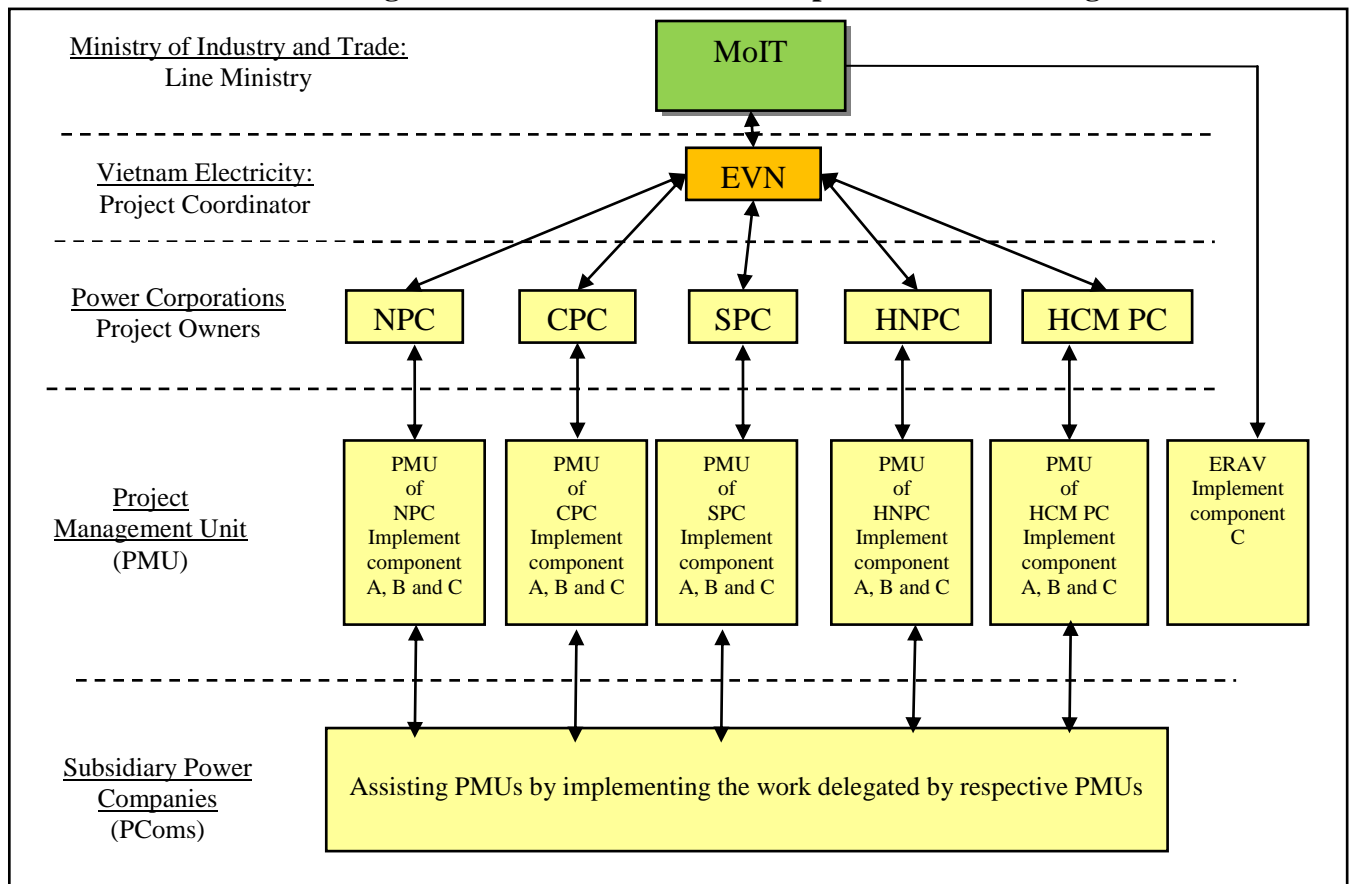 Ministry of Industry and Trade:
Line Ministry
MoIT
Vietnam Electricity:
Project Coordinator
EVN
Power Corporations
Project Owners
NPC
CPC
SPC
HNPC
HCM PC
Project
Management Unit
(PMU)
PMU
of
NPC
Implement
component
A, B and C
PMU
of
CPC
Implement
component
A, B and C
PMU
of
SPC
Implement
component
A, B and C
PMU
of
HNPC
Implement
component
A, B and C
PMU
of
HCM PC
Implement
component
A, B and C
ERAV
Implement
component
C
Subsidiary Power
Companies
(PComs)
Assisting PMUs by implementing the work delegated by respective PMUs